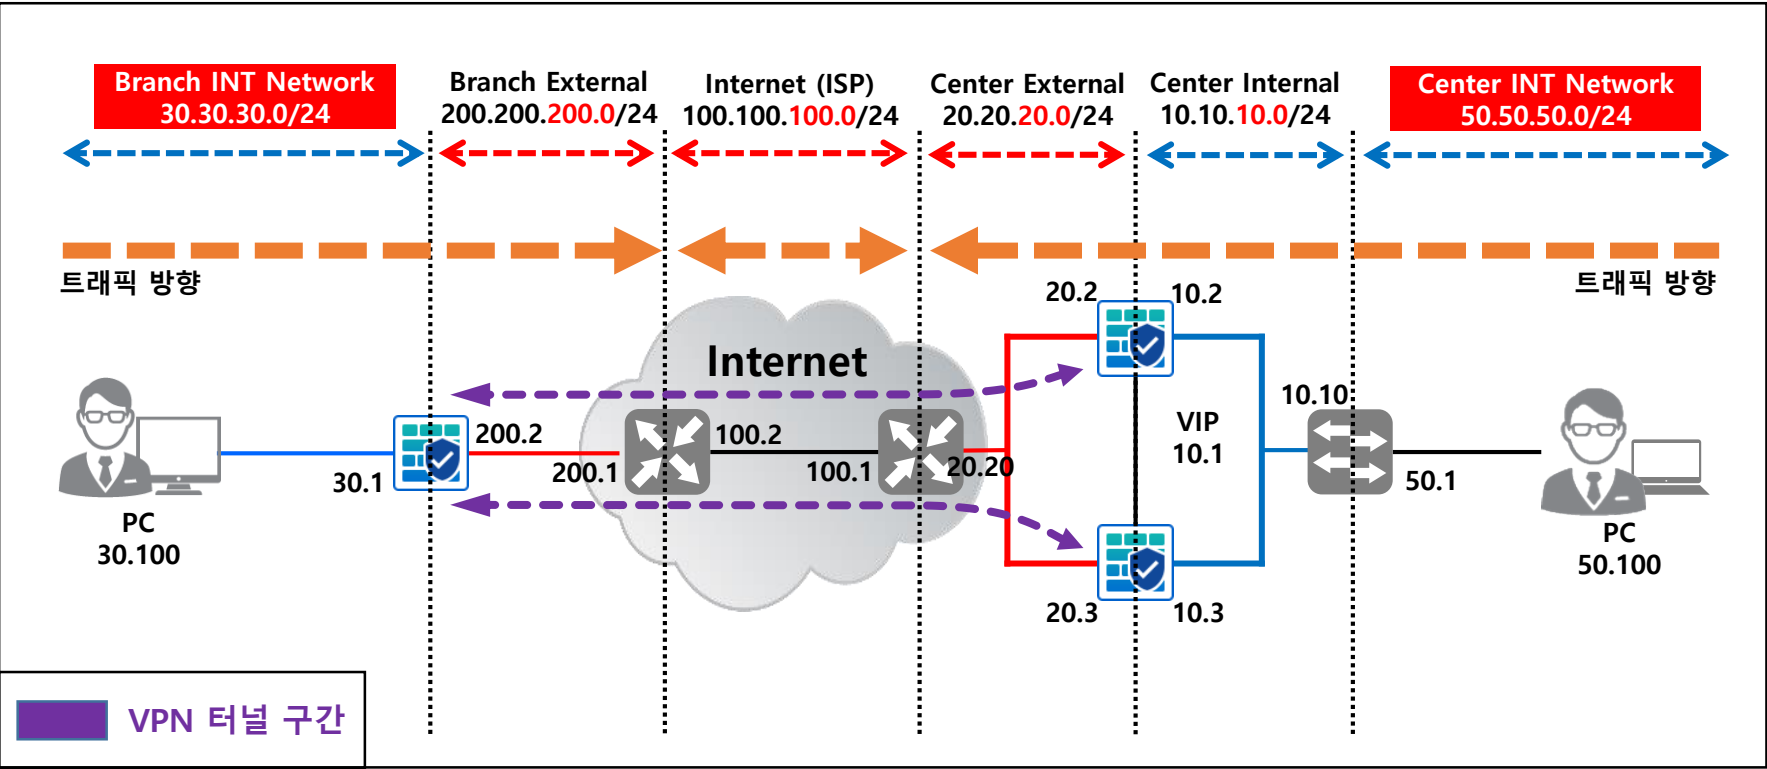 Branch INT Network
30.30.30.0/24
Branch External
200.200.200.0/24
Internet (ISP)
100.100.100.0/24
Center External
20.20.20.0/24
Center Internal
10.10.10.0/24
Center INT Network
50.50.50.0/24
트래픽 방향
트래픽 방향
20.2
10.2
Internet
10.10
VIP
10.1
200.2
100.2
30.1
200.1
100.1
20.20
50.1
PC
30.100
PC
50.100
20.3
10.3
VPN 터널 구간